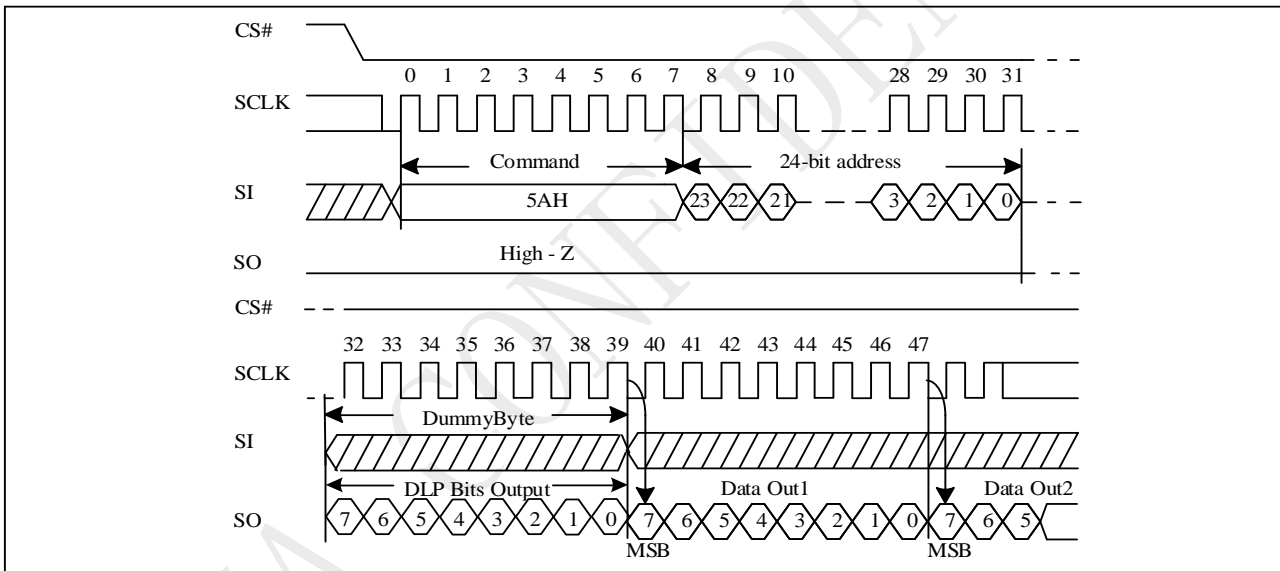 CS#
0 1 2 3 4 5 6 7 8 9 10 28 29 30 31
SCLK
Command 24-bit address
SI 5AH 23 22 21 3 2 1 0
High - Z
SO
CS#
32 33 34 35 36 37 38 39 40 41 42 43 44 45 46 47
SCLK
DummyByte
SI
DLP Bits Output Data Out1 Data Out2
SO 7 6 5 4 3 2 1 0 7 6 5 4 3 2 1 0 7 6 5
MSB MSB